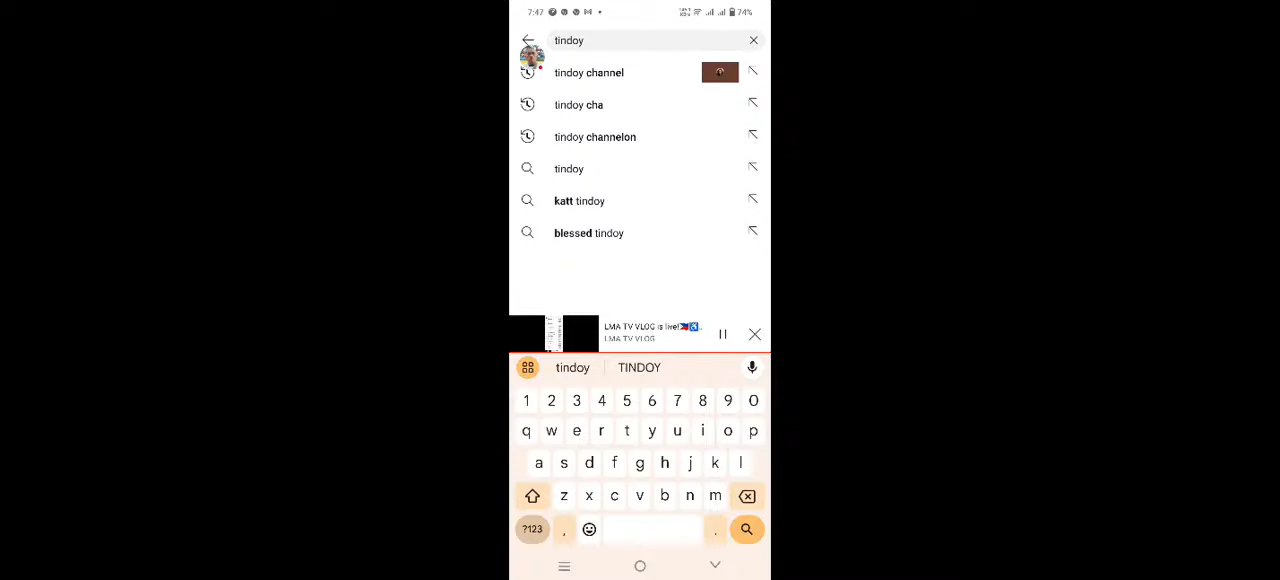 7:47
74%
tindoy
tindoy channel
tindoy cha
tindoy channelon
tindoy
katt tindoy
blessed tindoy
LMA TV VLOG is live!🇵🇭♿..
LMA TV VLOG
tindoy TINDOY
1 2 3 4 5 6 7 8 9 0
q w e r t y u i o p
a s d f g h j k l
z x c v b n m
?123 , .